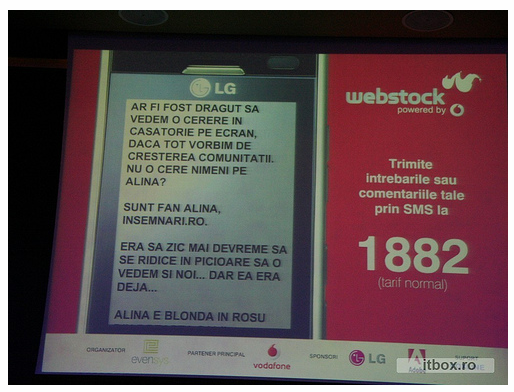 LG
AR FI FOST DRAGUT SA
VEDEM O CERERE IN
CASATORIE PE ECRAN,
DACA TOT VORBIM DE
CRESTEREA COMUNITATII.
NU O CERE NIMENI PE
ALINA?
SUNT FAN ALINA,
INSEMNARI.RO.
ERA SA ZIC MAI DEVREME SA
SE RIDICE IN PICIOARE SA O
VEDEM SI NOI... DAR EA ERA
DEJA...
ALINA E BLONDA IN ROSU
webstock
powered by
Trimite
intrebarile sau
comentariile tale
prin SMS la
1882
(tarif normal)
ORGANIZATOR
evensys
PARTENER PRINCIPAL
vodafone
SPONSORI
LG
Adobe
itbox.ro